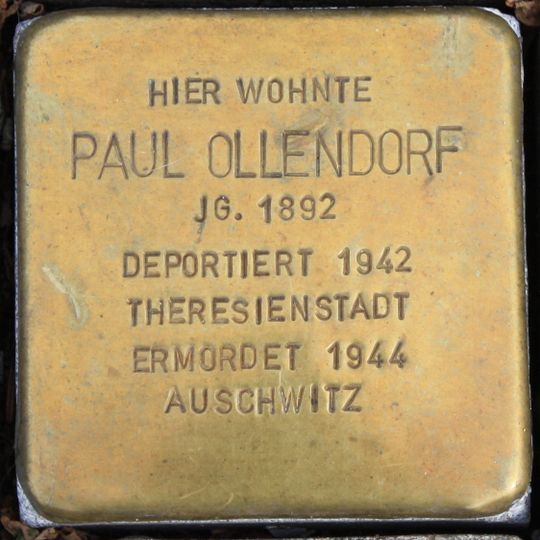 HIER WOHNTE
PAUL OLLENDORF
JG. 1892
DEPORTIERT 1942
THERESIENSTADT
ERMORDET 1944
AUSCHWITZ